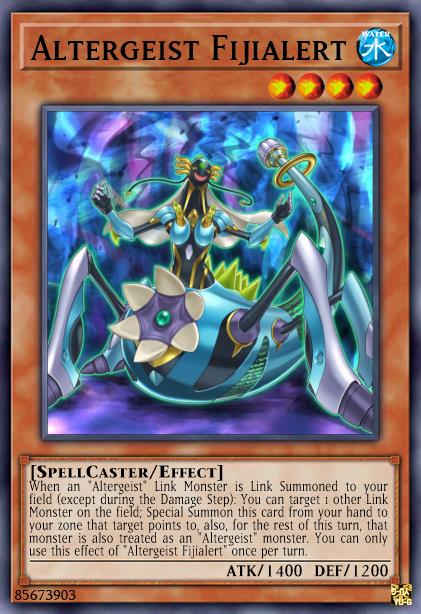 Altergeist Fijialert
WATER
水
[SpellCaster/Effect]
When an "Altergeist" Link Monster is Link Summoned to your
field (except during the Damage Step): You can target 1 other Link
Monster on the field; Special Summon this card from your hand to
your zone that target points to, also, for the rest of this turn, that
monster is also treated as an "Altergeist" monster. You can only
use this effect of "Altergeist Fijialert" once per turn.
ATK/1400 DEF/1200
85673903